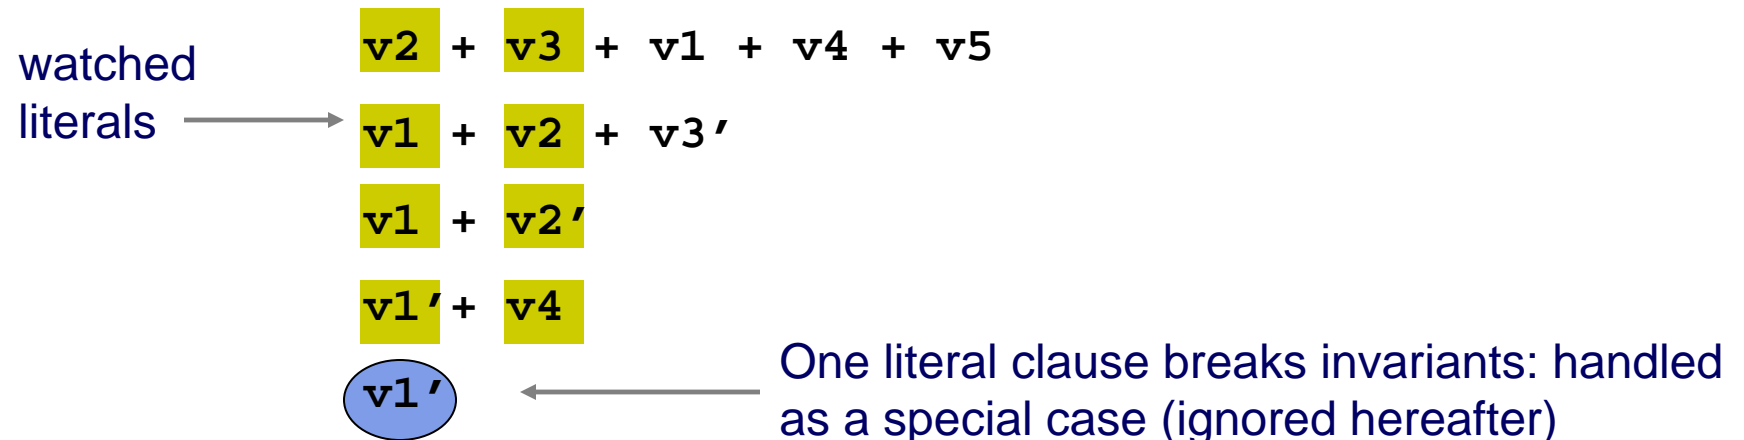 v2 + v3 + v1 + v4 + v5
watched
literals
v1 + v2 + v3’
v1 + v2’
v1’ + v4
v1’
One literal clause breaks invariants: handled
as a special case (ignored hereafter)